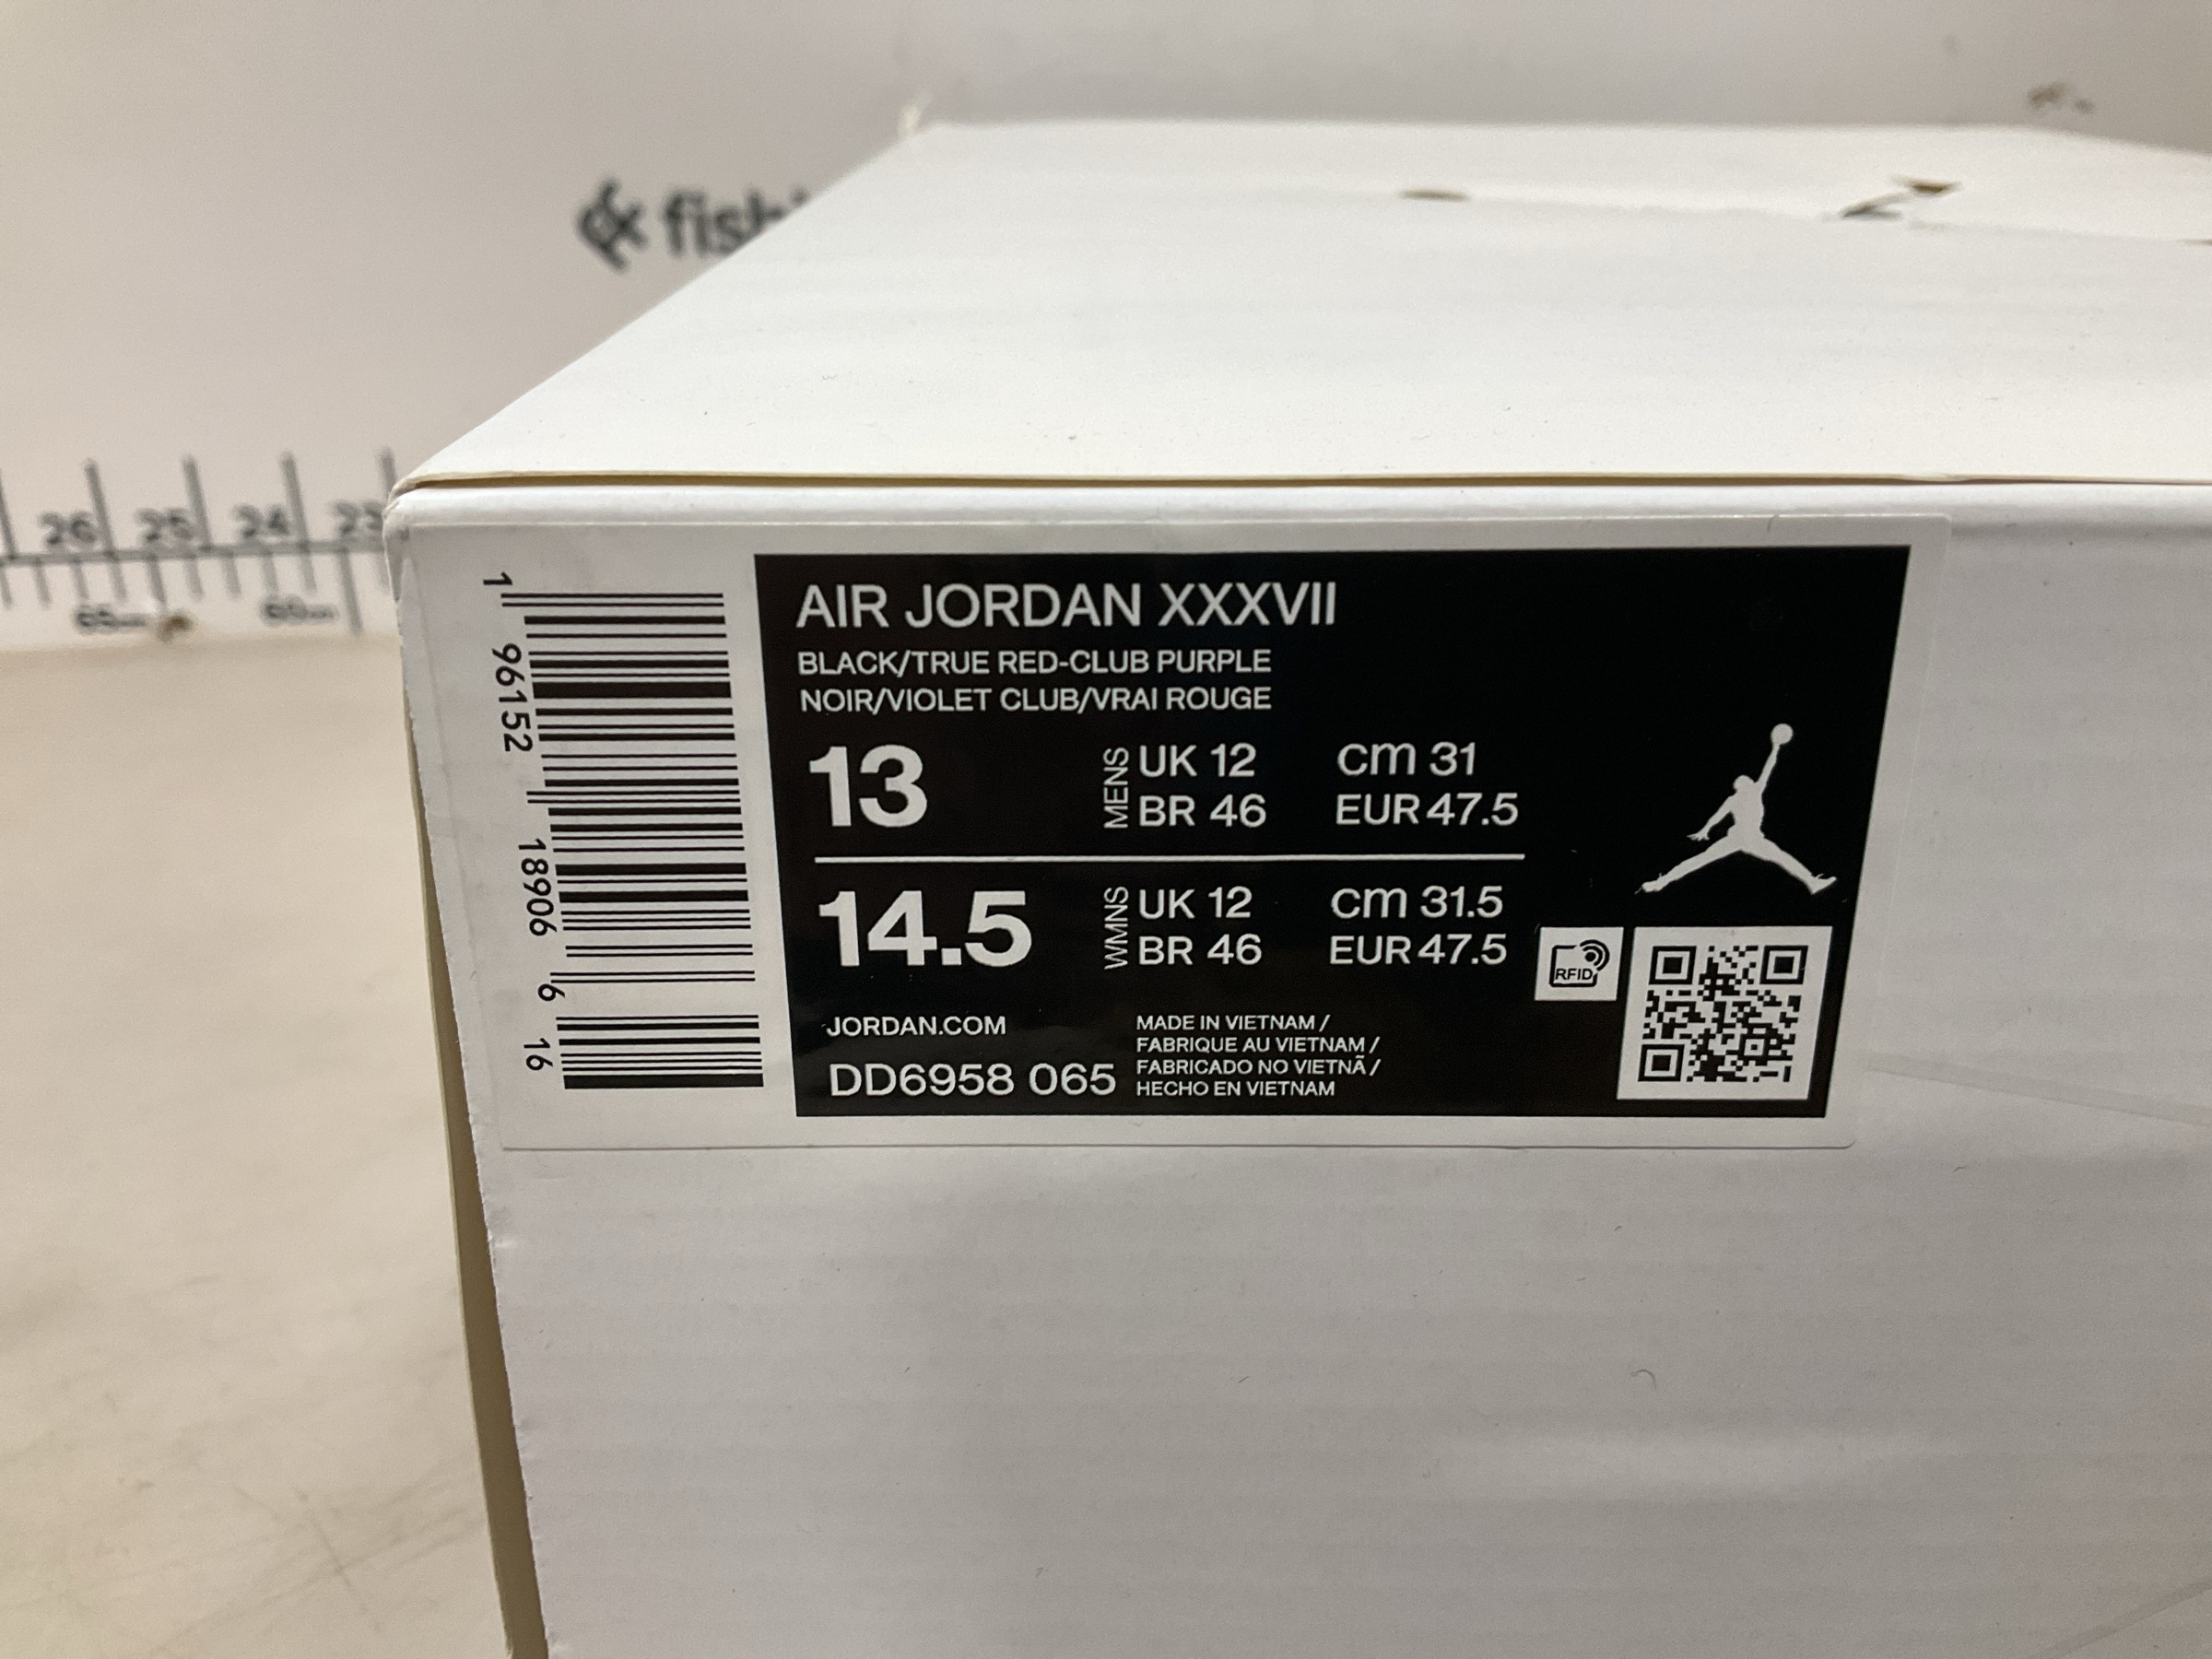 fish
26 25 24 23
65cm 60cm
1 96152 18906 6 16
AIR JORDAN XXXVII
BLACK/TRUE RED-CLUB PURPLE
NOIR/VIOLET CLUB/VRAI ROUGE
13 MENS UK 12 cm 31
BR 46 EUR 47.5
14.5 WMNS UK 12 cm 31.5
BR 46 EUR 47.5
RFID
JORDAN.COM
DD6958 065
MADE IN VIETNAM /
FABRIQUE AU VIETNAM /
FABRICADO NO VIETNÃ /
HECHO EN VIETNAM